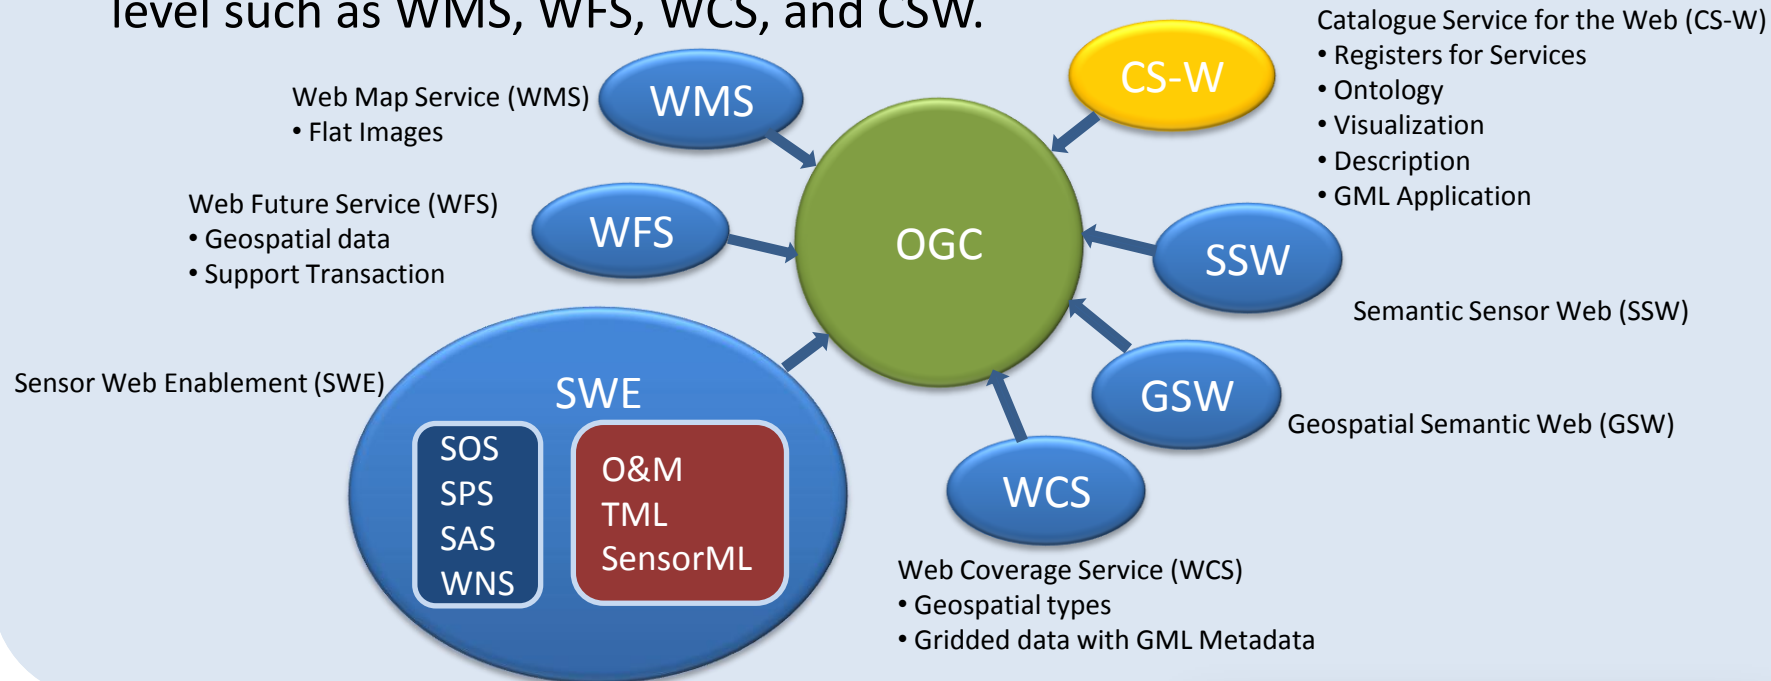 level such as WMS, WFS, WCS, and CSW.
Web Map Service (WMS)
• Flat Images
WMS
CS-W
Catalogue Service for the Web (CS-W)
• Registers for Services
• Ontology
• Visualization
• Description
• GML Application
Web Future Service (WFS)
• Geospatial data
• Support Transaction
WFS
OGC
SSW
Semantic Sensor Web (SSW)
Sensor Web Enablement (SWE)
SWE
SOS
SPS
SAS
WNS
O&M
TML
SensorML
GSW
Geospatial Semantic Web (GSW)
WCS
Web Coverage Service (WCS)
• Geospatial types
• Gridded data with GML Metadata